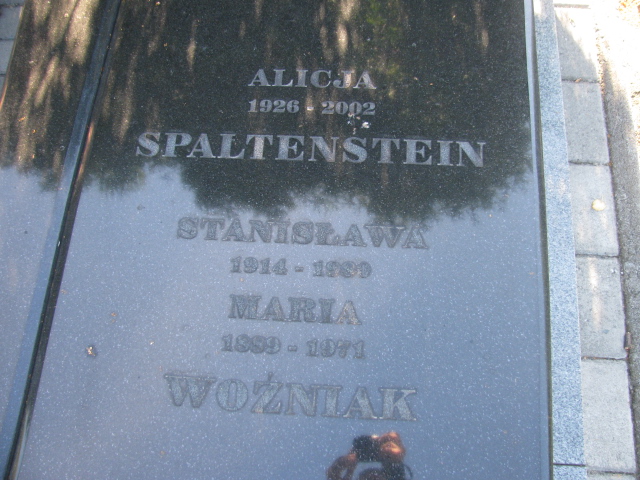 ALICJA
1926 - 2002
SPALTENSTEIN
STANISŁAWA
1914 - 1980
MARIA
1889 - 1971
WOŹNIAK